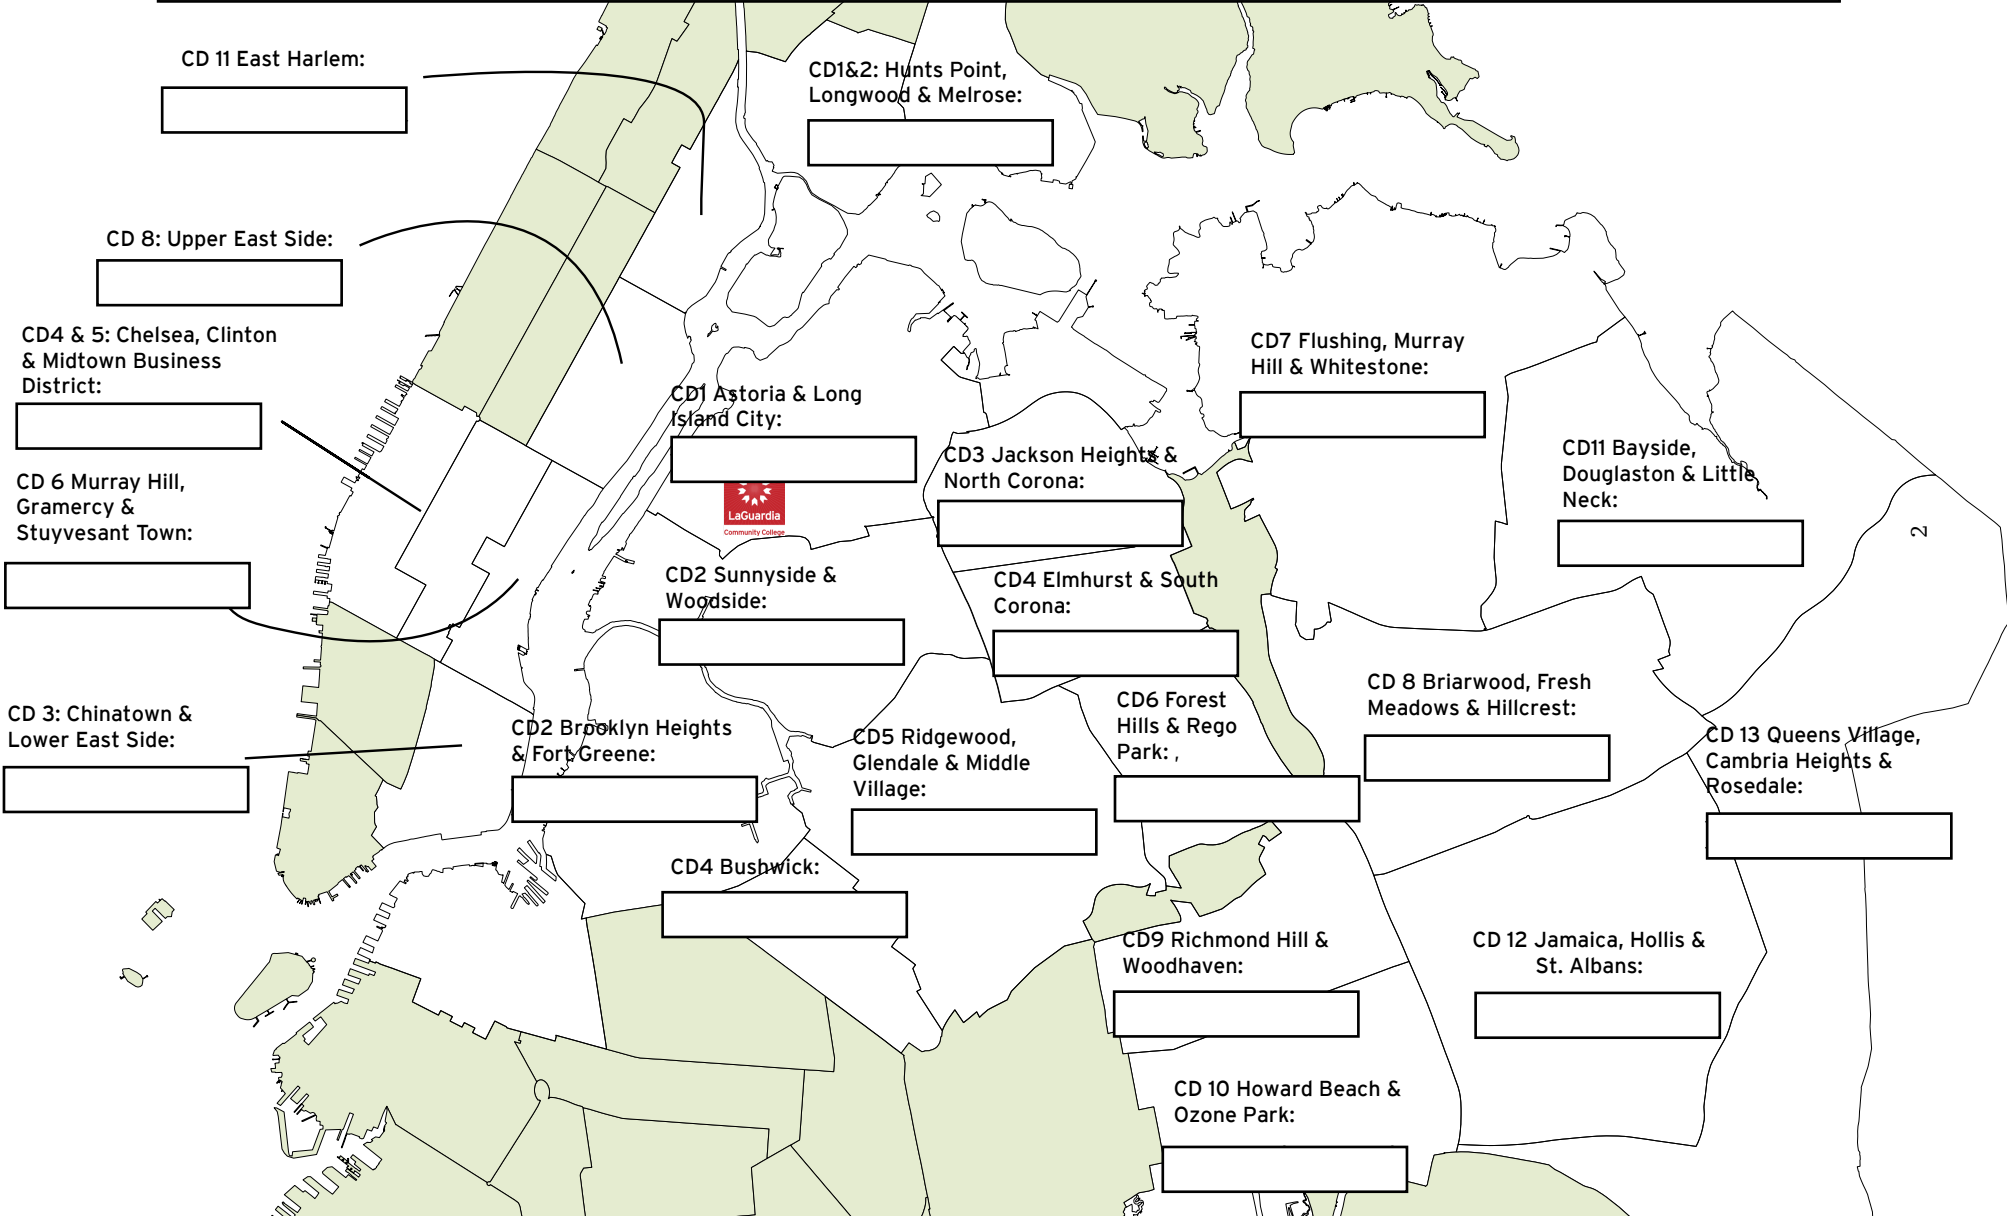 CD 11 East Harlem:
CD1&2: Hunts Point,
Longwood & Melrose:
CD 8: Upper East Side:
CD4 & 5: Chelsea, Clinton
& Midtown Business
District:
CD7 Flushing, Murray
Hill & Whitestone:
CD1 Astoria & Long
Island City:
CD3 Jackson Heights &
North Corona:
CD11 Bayside,
Douglaston & Little
Neck:
CD 6 Murray Hill,
Gramercy &
Stuyvesant Town:
LaGuardia
Community College
2
CD2 Sunnyside &
Woodside:
CD4 Elmhurst & South
Corona:
CD 3: Chinatown &
Lower East Side:
CD2 Brooklyn Heights
& Fort Greene:
CD5 Ridgewood,
Glendale & Middle
Village:
CD6 Forest
Hills & Rego
Park: ,
CD 8 Briarwood, Fresh
Meadows & Hillcrest:
CD 13 Queens Village,
Cambria Heights &
Rosedale:
CD4 Bushwick:
CD9 Richmond Hill &
Woodhaven:
CD 12 Jamaica, Hollis &
St. Albans:
CD 10 Howard Beach &
Ozone Park: